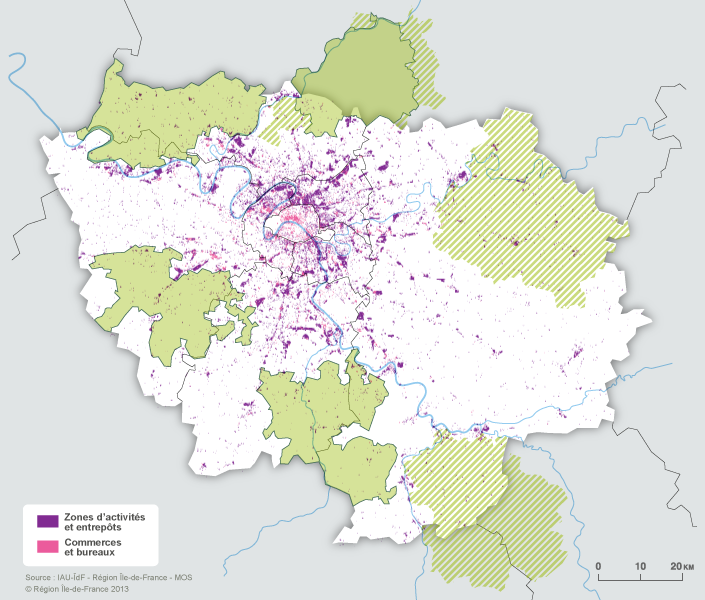 Zones d'activités
et entrepôts
Commerces
et bureaux
Source : IAU-ÎdF - Région Île-de-France - MOS
© Région Île-de-France 2013
0 10 20 KM